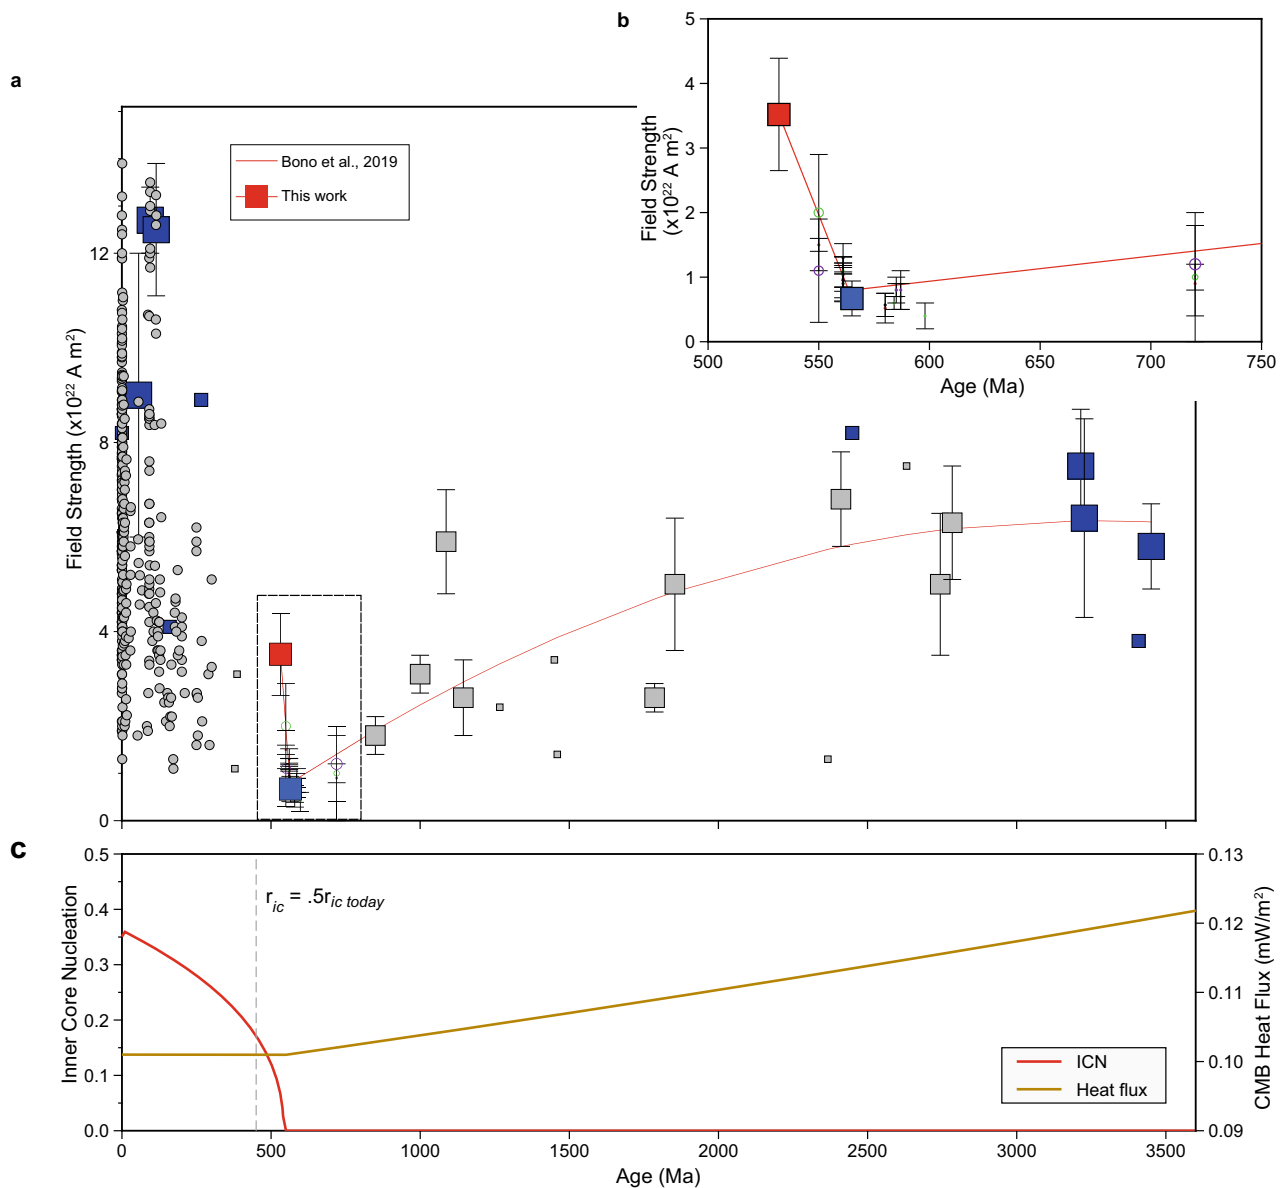 b
a
5
4
3
2
1
0
Field Strength
(x10²² A m²)
500
550
600
650
700
750
Age (Ma)
Bono et al., 2019
This work
12
8
4
0
Field Strength (x10²² A m²)
c
0.5
0.4
0.3
0.2
0.1
0.0
Inner Core Nucleation
r_ic = .5r_ic today
0.13
0.12
0.11
0.10
0.09
CMB Heat Flux (mW/m²)
ICN
Heat flux
0
500
1000
1500
2000
2500
3000
3500
Age (Ma)